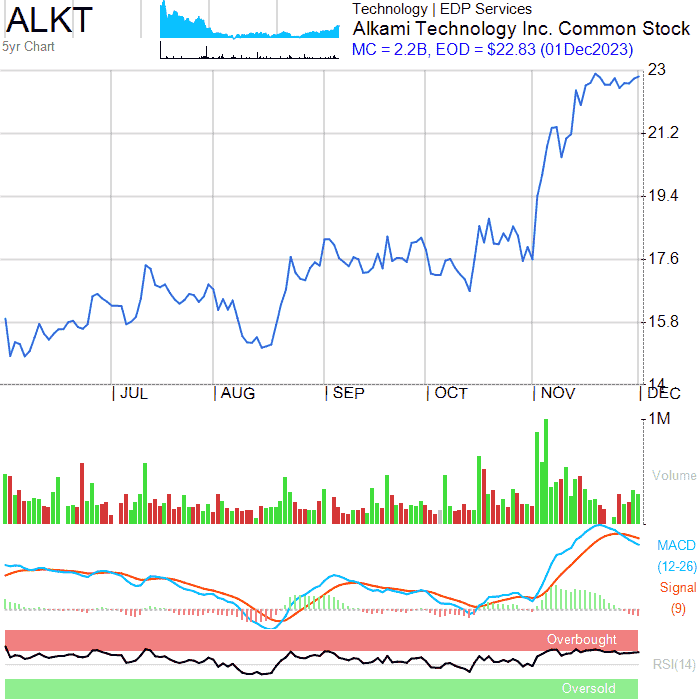 ALKT
5yr Chart
Technology | EDP Services
Alkami Technology Inc. Common Stock
MC = 2.2B, EOD = $22.83 (01Dec2023)
23
21.2
19.4
17.6
15.8
14
JUL AUG SEP OCT NOV DEC
1M
Volume
MACD
(12-26)
Signal
(9)
Overbought
RSI(14)
Oversold